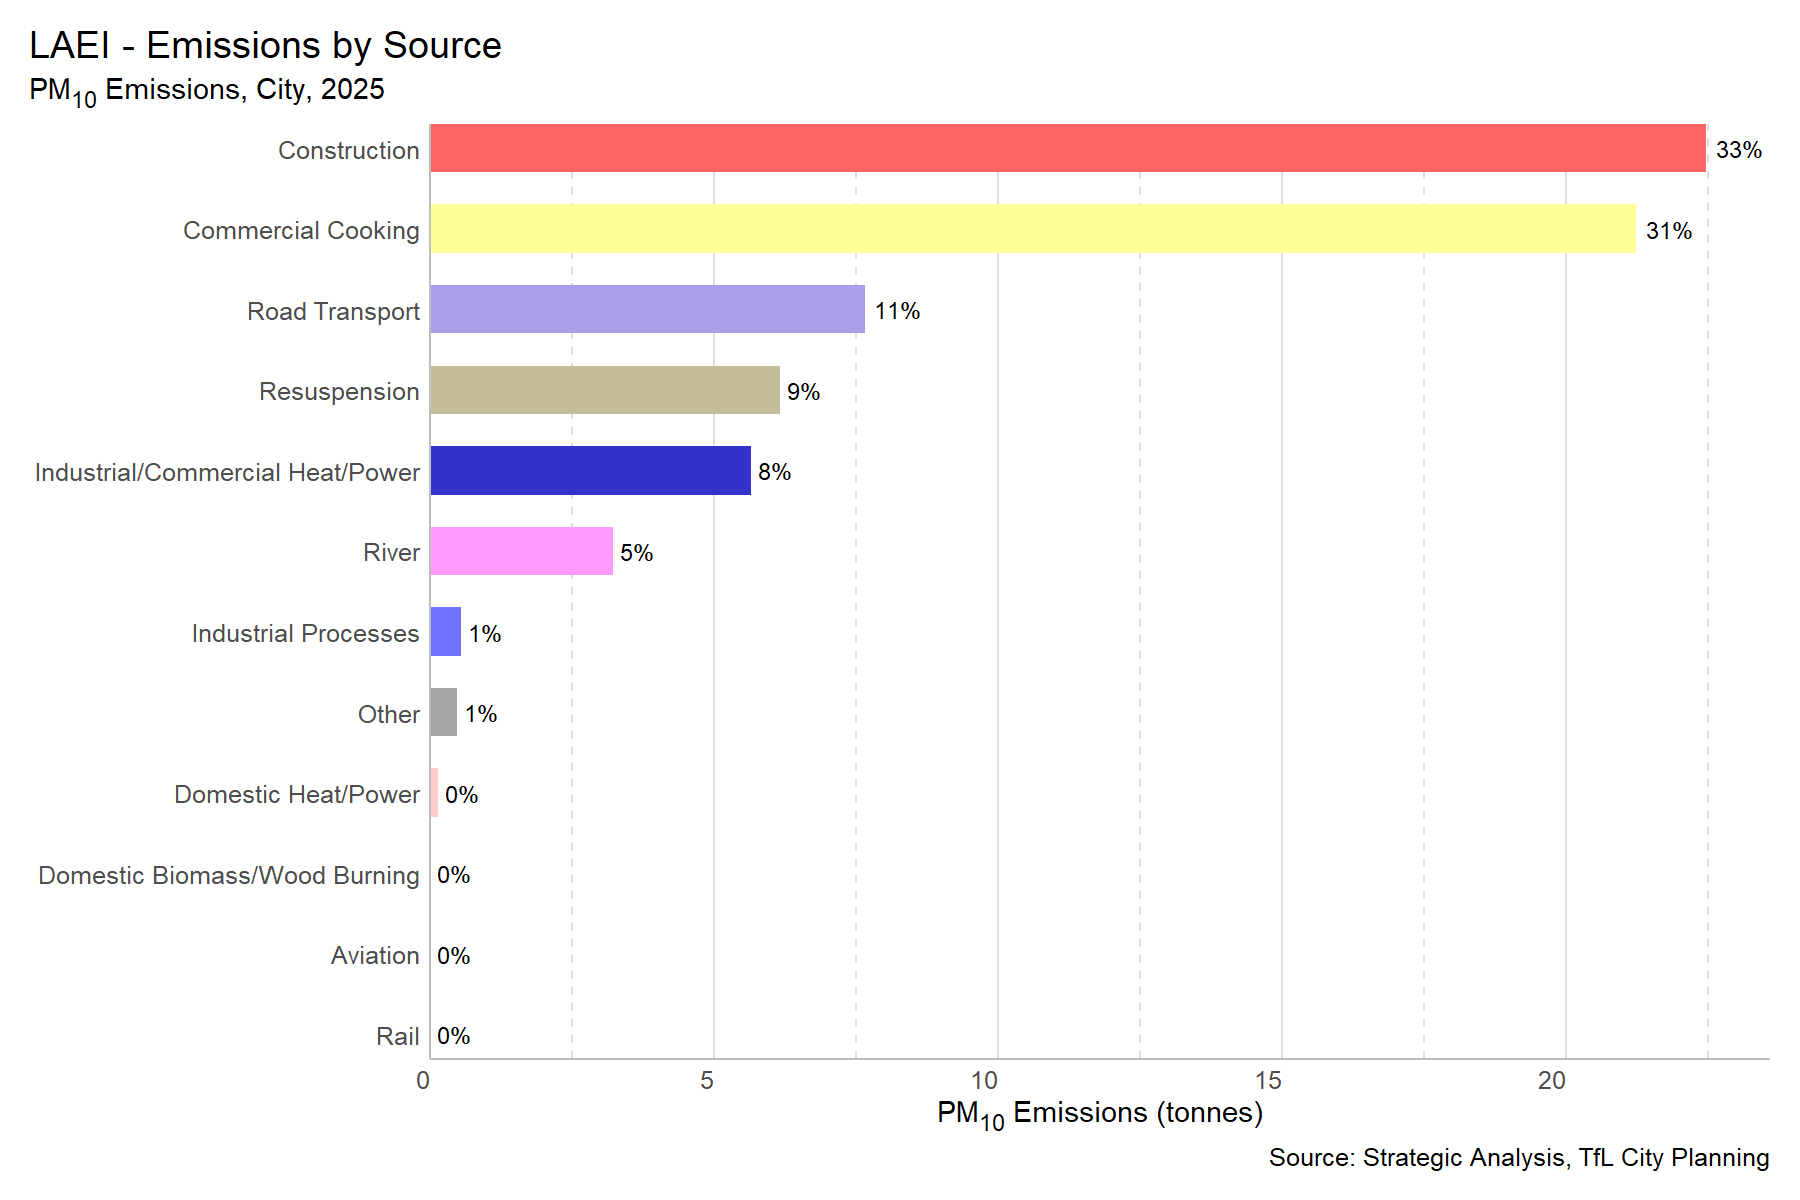 LAEI - Emissions by Source
PM10 Emissions, City, 2025
Construction 33%
Commercial Cooking 31%
Road Transport 11%
Resuspension 9%
Industrial/Commercial Heat/Power 8%
River 5%
Industrial Processes 1%
Other 1%
Domestic Heat/Power 0%
Domestic Biomass/Wood Burning 0%
Aviation 0%
Rail 0%
0 5 10 15 20
PM10 Emissions (tonnes)
Source: Strategic Analysis, TfL City Planning